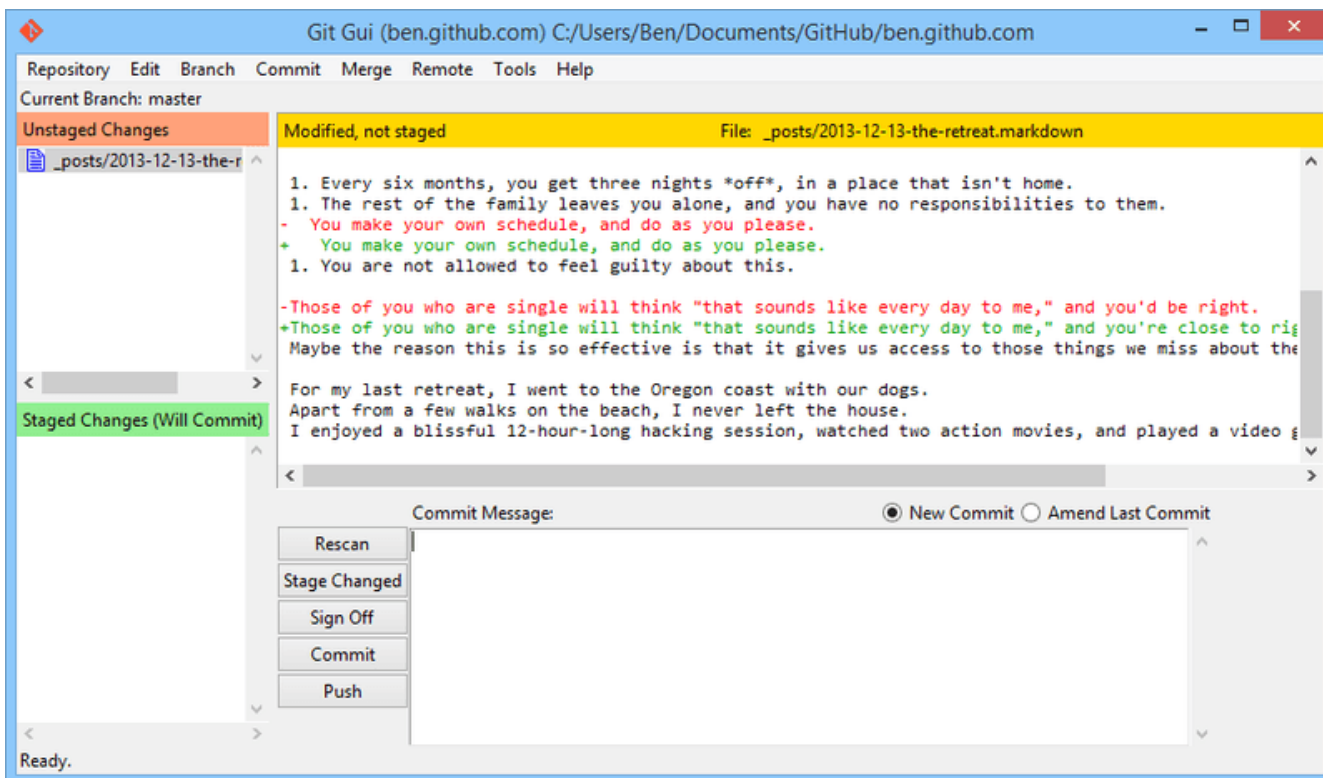 Git Gui (ben.github.com) C:/Users/Ben/Documents/GitHub/ben.github.com
Repository Edit Branch Commit Merge Remote Tools Help
Current Branch: master
Unstaged Changes
_posts/2013-12-13-the-r
Staged Changes (Will Commit)
Modified, not staged File: _posts/2013-12-13-the-retreat.markdown
1. Every six months, you get three nights *off*, in a place that isn't home.
1. The rest of the family leaves you alone, and you have no responsibilities to them.
-  You make your own schedule, and do as you please.
+   You make your own schedule, and do as you please.
1. You are not allowed to feel guilty about this.
-Those of you who are single will think "that sounds like every day to me," and you'd be right.
+Those of you who are single will think "that sounds like every day to me," and you're close to rig
Maybe the reason this is so effective is that it gives us access to those things we miss about the
For my last retreat, I went to the Oregon coast with our dogs.
Apart from a few walks on the beach, I never left the house.
I enjoyed a blissful 12-hour-long hacking session, watched two action movies, and played a video g
Commit Message: New Commit Amend Last Commit
Rescan
Stage Changed
Sign Off
Commit
Push
Ready.